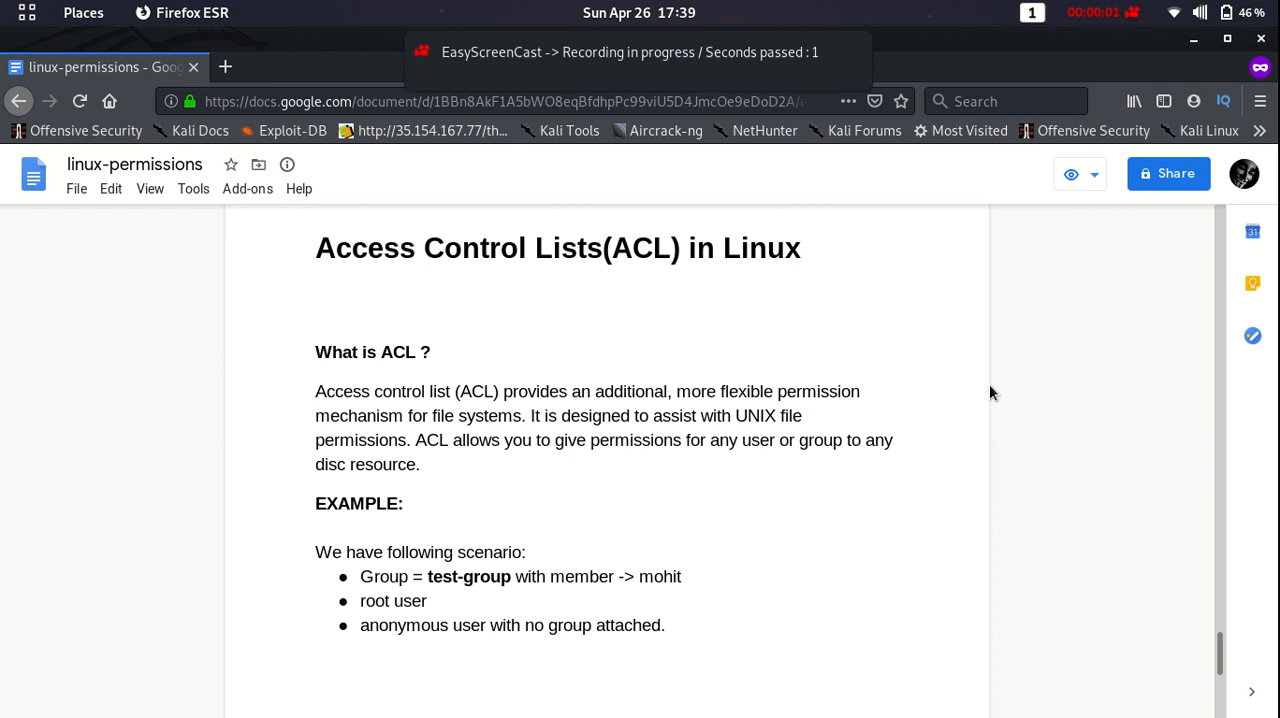 Places Firefox ESR Sun Apr 26 17:39 1 00:00:01 46 %
EasyScreenCast -> Recording in progress / Seconds passed : 1
linux-permissions - Goog
https://docs.google.com/document/d/1BBn8AkF1A5bWO8eqBfdhpPc99viU5D4JmcOe9eDoD2A/e Search IQ
Offensive Security Kali Docs Exploit-DB http://35.154.167.77/th... Kali Tools Aircrack-ng NetHunter Kali Forums Most Visited Offensive Security Kali Linux
linux-permissions
File Edit View Tools Add-ons Help
Share
31
Access Control Lists(ACL) in Linux
What is ACL ?
Access control list (ACL) provides an additional, more flexible permission
mechanism for file systems. It is designed to assist with UNIX file
permissions. ACL allows you to give permissions for any user or group to any
disc resource.
EXAMPLE:
We have following scenario:
● Group = test-group with member -> mohit
● root user
● anonymous user with no group attached.